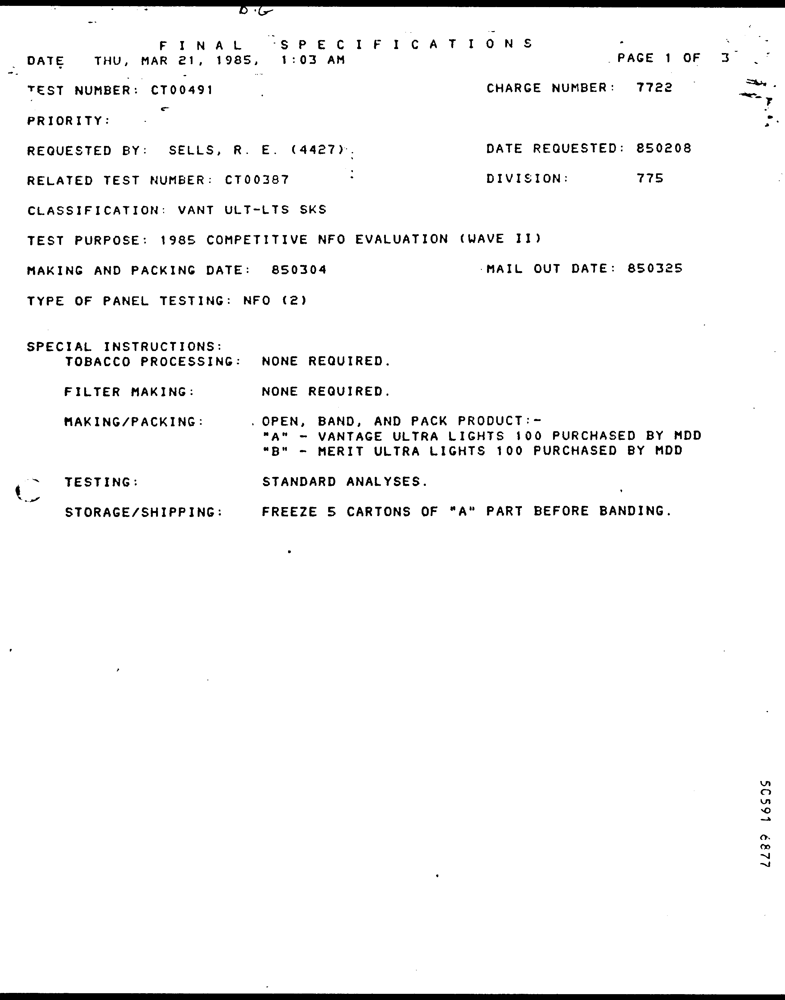 D.G
F I N A L   S P E C I F I C A T I O N S
DATE THU, MAR 21, 1985, 1:03 AM PAGE 1 OF 3
TEST NUMBER: CT00491 CHARGE NUMBER: 7722
PRIORITY:
REQUESTED BY: SELLS, R. E. (4427) DATE REQUESTED: 850208
RELATED TEST NUMBER: CT00387 DIVISION: 775
CLASSIFICATION: VANT ULT-LTS SKS
TEST PURPOSE: 1985 COMPETITIVE NFO EVALUATION (WAVE II)
MAKING AND PACKING DATE: 850304 MAIL OUT DATE: 850325
TYPE OF PANEL TESTING: NFO (2)
SPECIAL INSTRUCTIONS:
TOBACCO PROCESSING: NONE REQUIRED.
FILTER MAKING: NONE REQUIRED.
MAKING/PACKING: OPEN, BAND, AND PACK PRODUCT:-
"A" - VANTAGE ULTRA LIGHTS 100 PURCHASED BY MDD
"B" - MERIT ULTRA LIGHTS 100 PURCHASED BY MDD
TESTING: STANDARD ANALYSES.
STORAGE/SHIPPING: FREEZE 5 CARTONS OF "A" PART BEFORE BANDING.
50591 6877